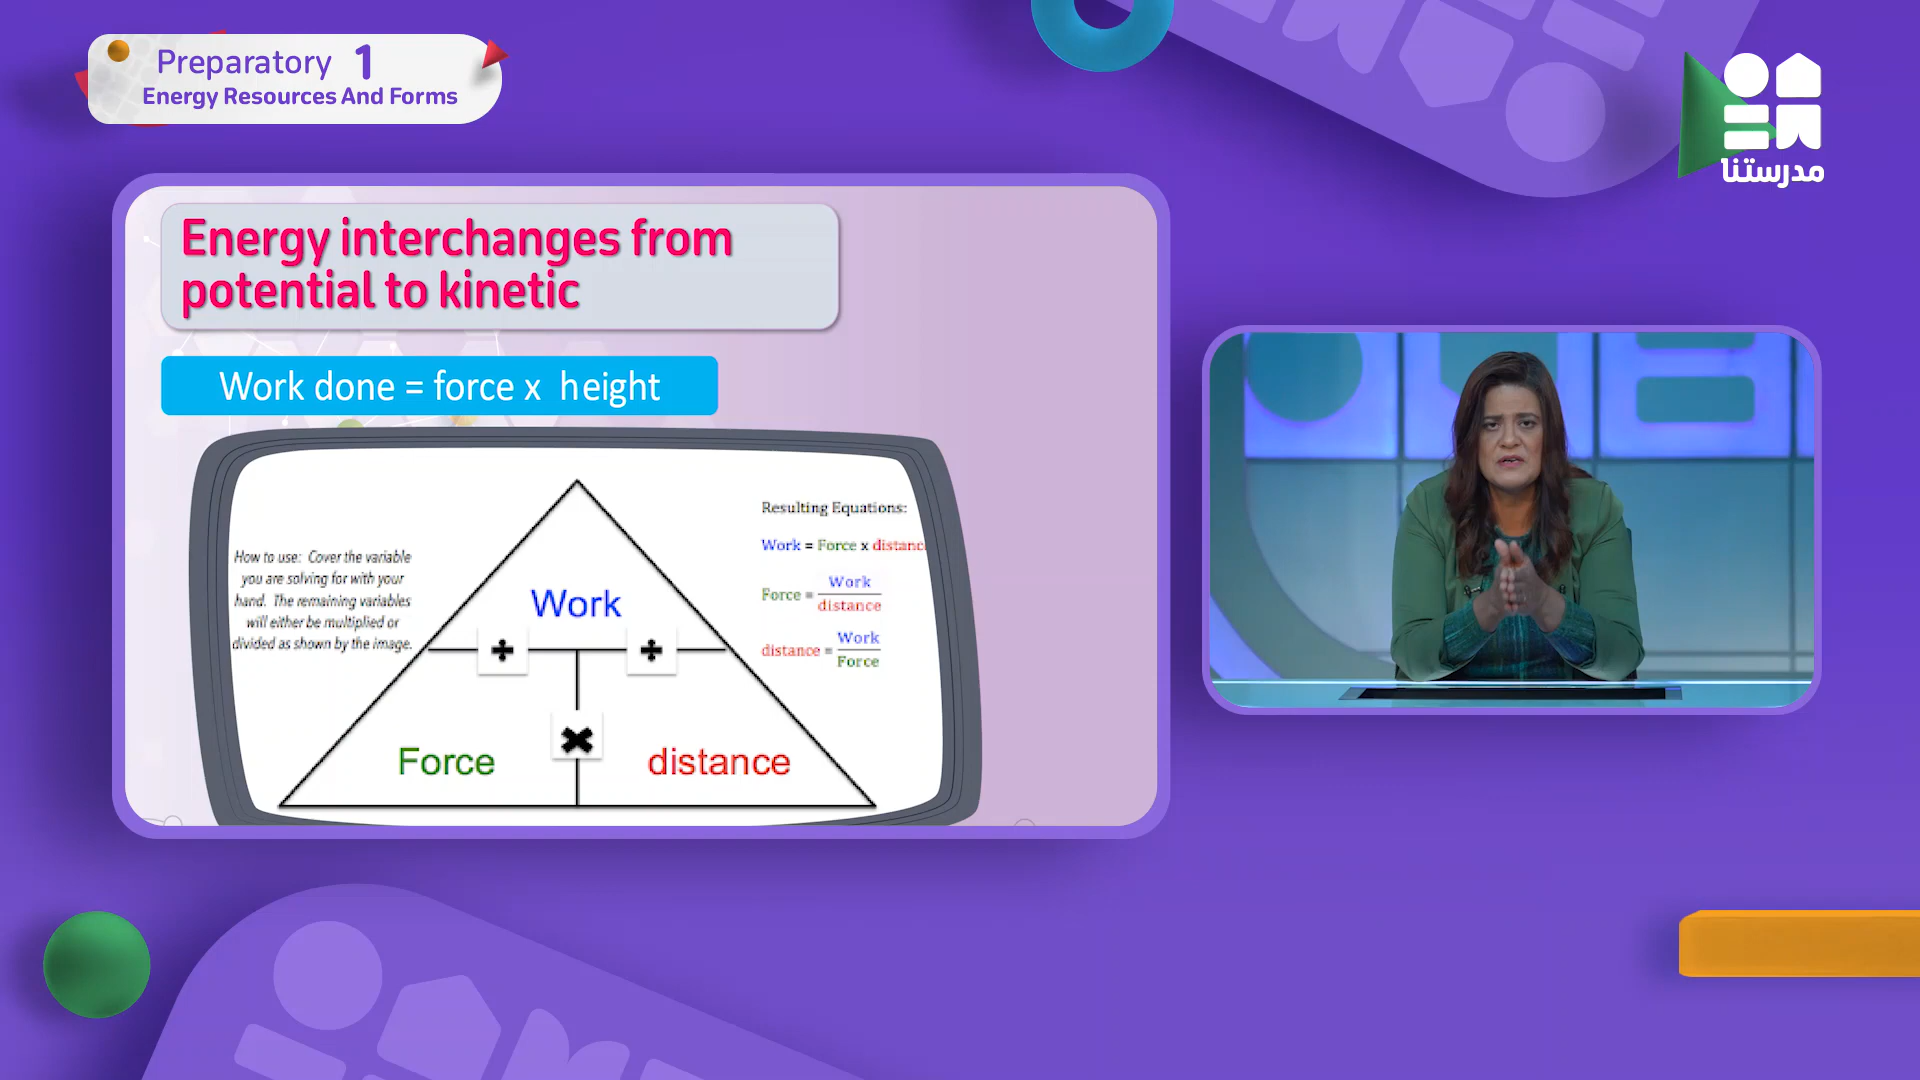 Preparatory 1
Energy Resources And Forms
مدرستنا
Energy interchanges from
potential to kinetic
Work done = force x height
How to use: Cover the variable
you are solving for with your
hand. The remaining variables
will either be multiplied or
divided as shown by the image.
Work
÷ ÷
✖
Force distance
Resulting Equations:
Work = Force x distanc
Force = Work
distance
distance = Work
Force